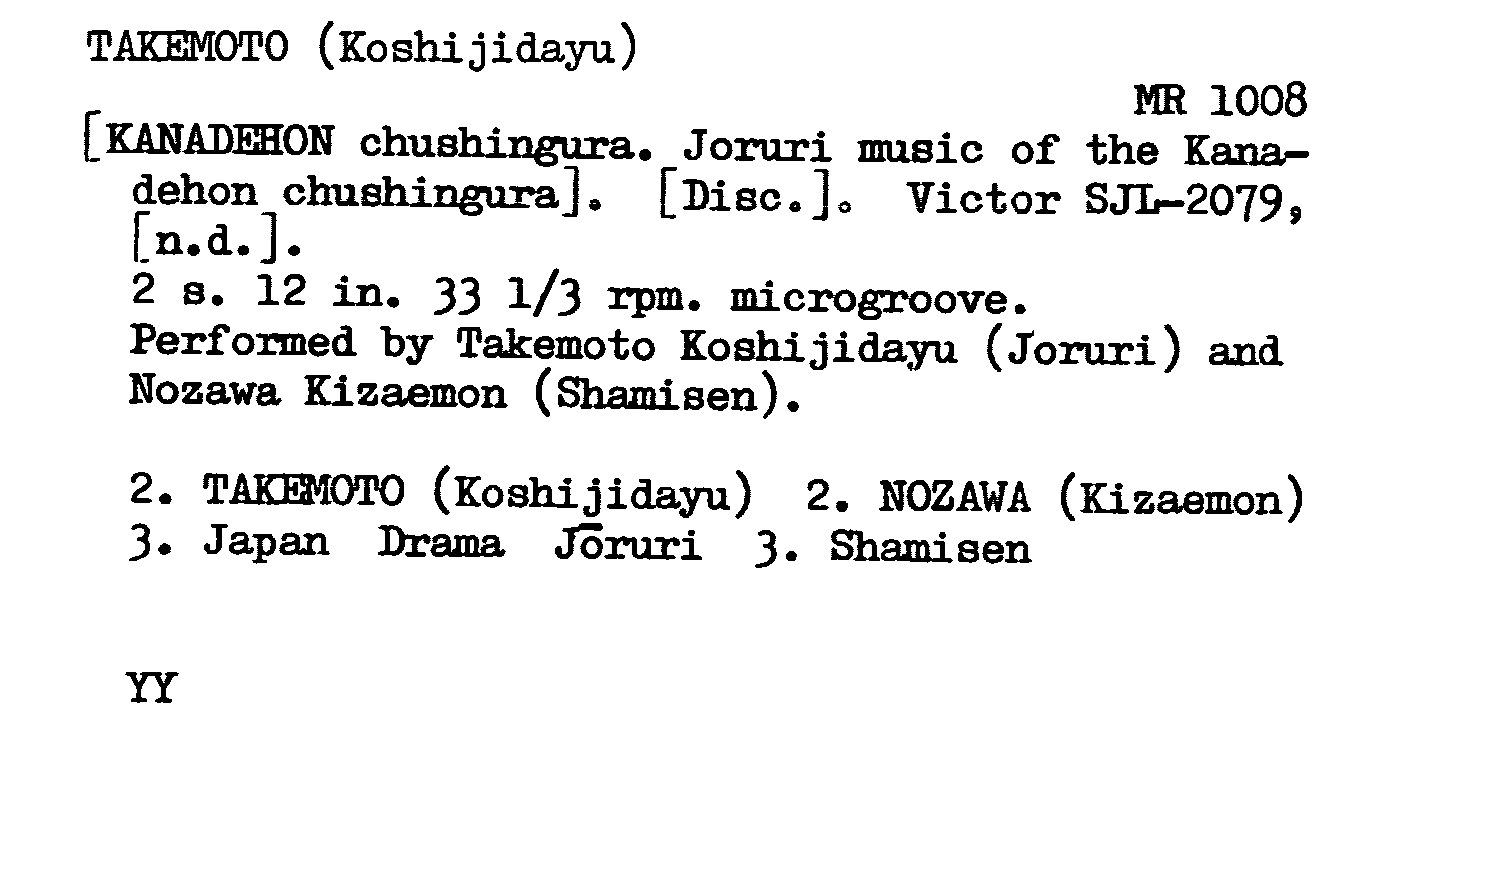 TAKEMOTO (Koshijidayu)
MR 1008
[KANADEHON chushingura. Joruri music of the Kana-
dehon chushingura]. [Disc.]. Victor SJL-2079,
[n.d.].
2 s. 12 in. 33 1/3 rpm. microgroove.
Performed by Takemoto Koshijidayu (Joruri) and
Nozawa Kizaemon (Shamisen).
2. TAKEMOTO (Koshijidayu) 2. NOZAWA (Kizaemon)
3. Japan Drama Jōruri 3. Shamisen
YY